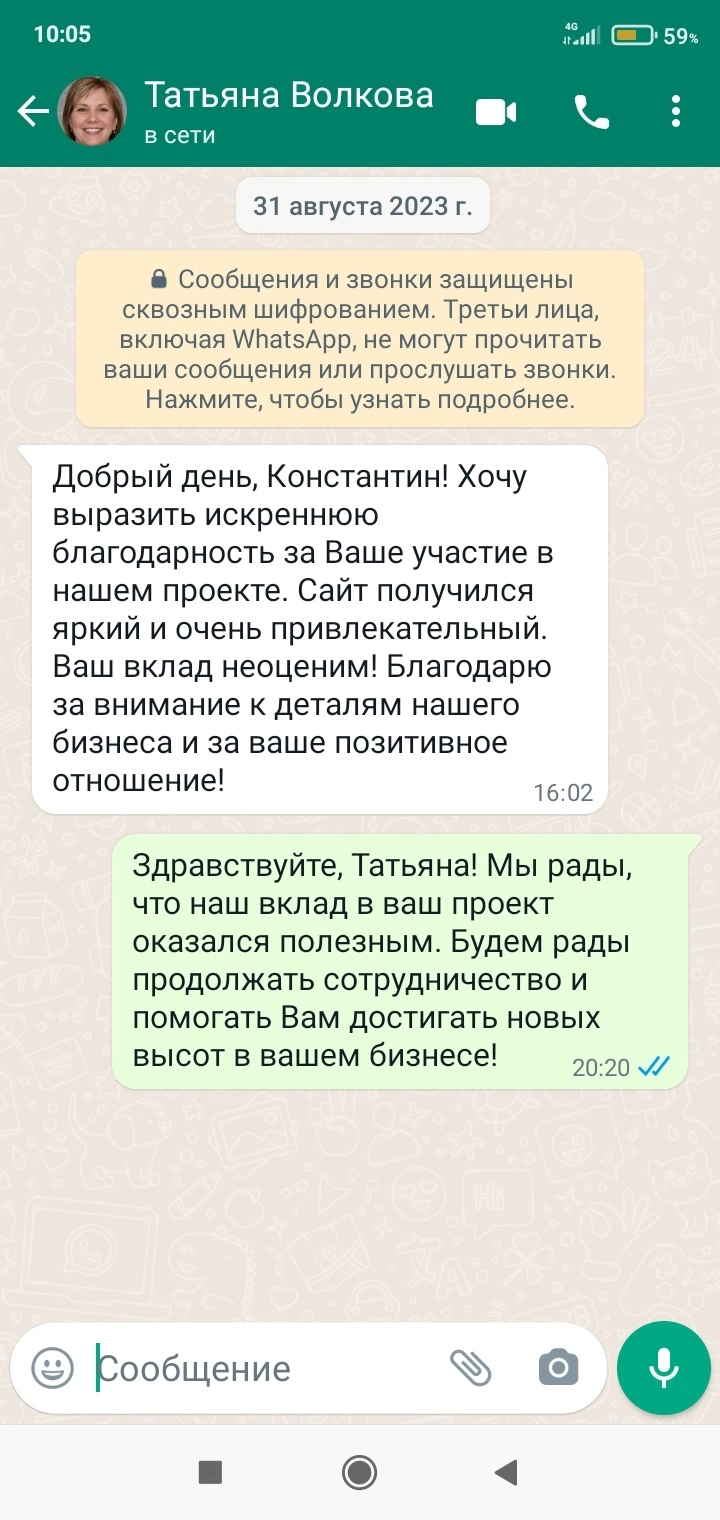 10:05
4G
59%
Татьяна Волкова
в сети
31 августа 2023 г.
Сообщения и звонки защищены
сквозным шифрованием. Третьи лица,
включая WhatsApp, не могут прочитать
ваши сообщения или прослушать звонки.
Нажмите, чтобы узнать подробнее.
Добрый день, Константин! Хочу
выразить искреннюю
благодарность за Ваше участие в
нашем проекте. Сайт получился
яркий и очень привлекательный.
Ваш вклад неоценим! Благодарю
за внимание к деталям нашего
бизнеса и за ваше позитивное
отношение!
16:02
Здравствуйте, Татьяна! Мы рады,
что наш вклад в ваш проект
оказался полезным. Будем рады
продолжать сотрудничество и
помогать Вам достигать новых
высот в вашем бизнесе!
20:20
Сообщение